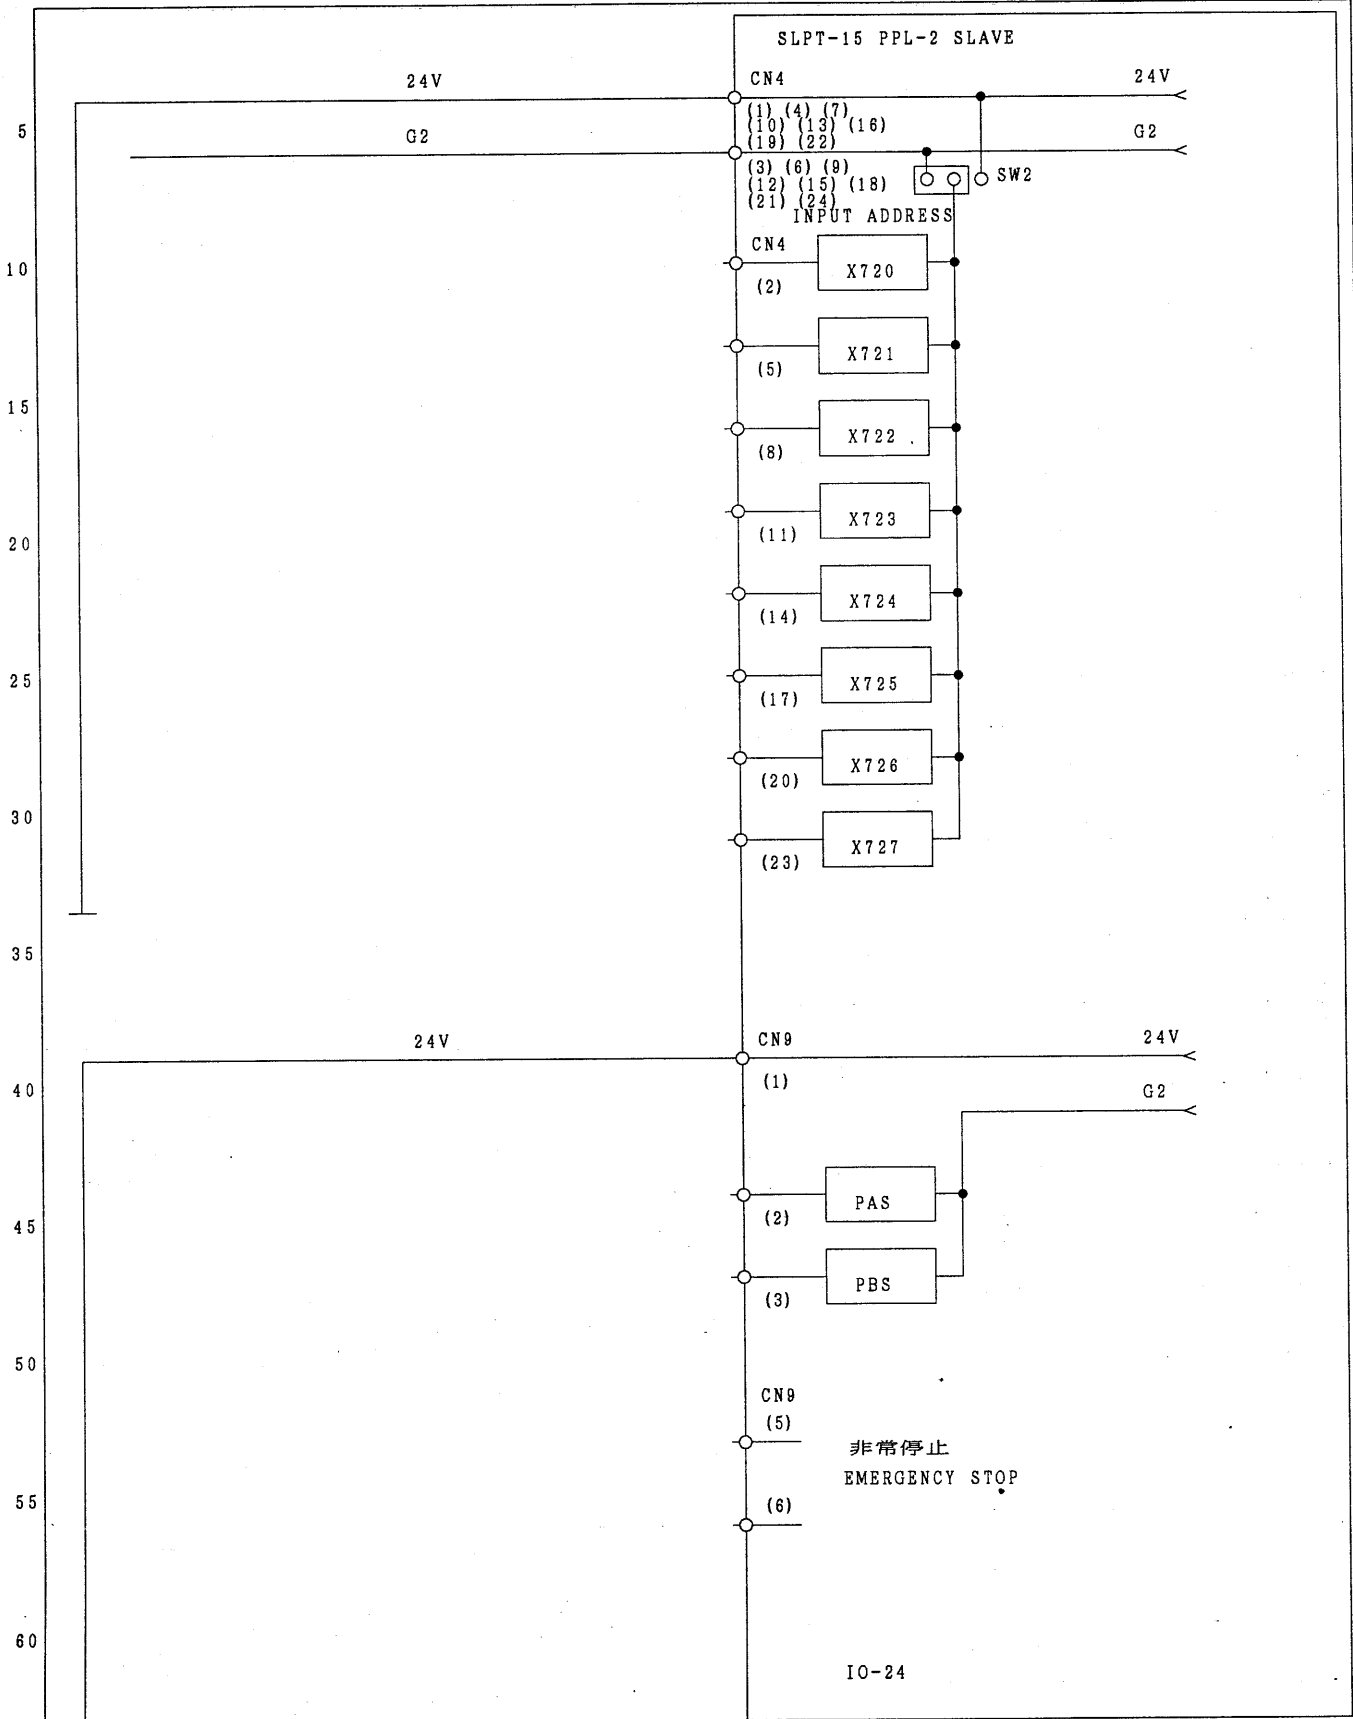 SLPT-15 PPL-2 SLAVE
24V
CN4
24V
(1) (4) (7)
5
(10) (13) (16)
G2
(19) (22)
G2
(3) (6) (9)
SW2
(12) (15) (18)
(21) (24)
INPUT ADDRESS
CN4
10
X720
(2)
X721
(5)
15
X722
(8)
X723
(11)
20
X724
(14)
25
X725
(17)
X726
(20)
30
X727
(23)
35
24V
CN9
24V
(1)
40
G2
PAS
(2)
45
PBS
(3)
50
CN9
(5)
非常停止
EMERGENCY STOP
55
(6)
60
IO-24